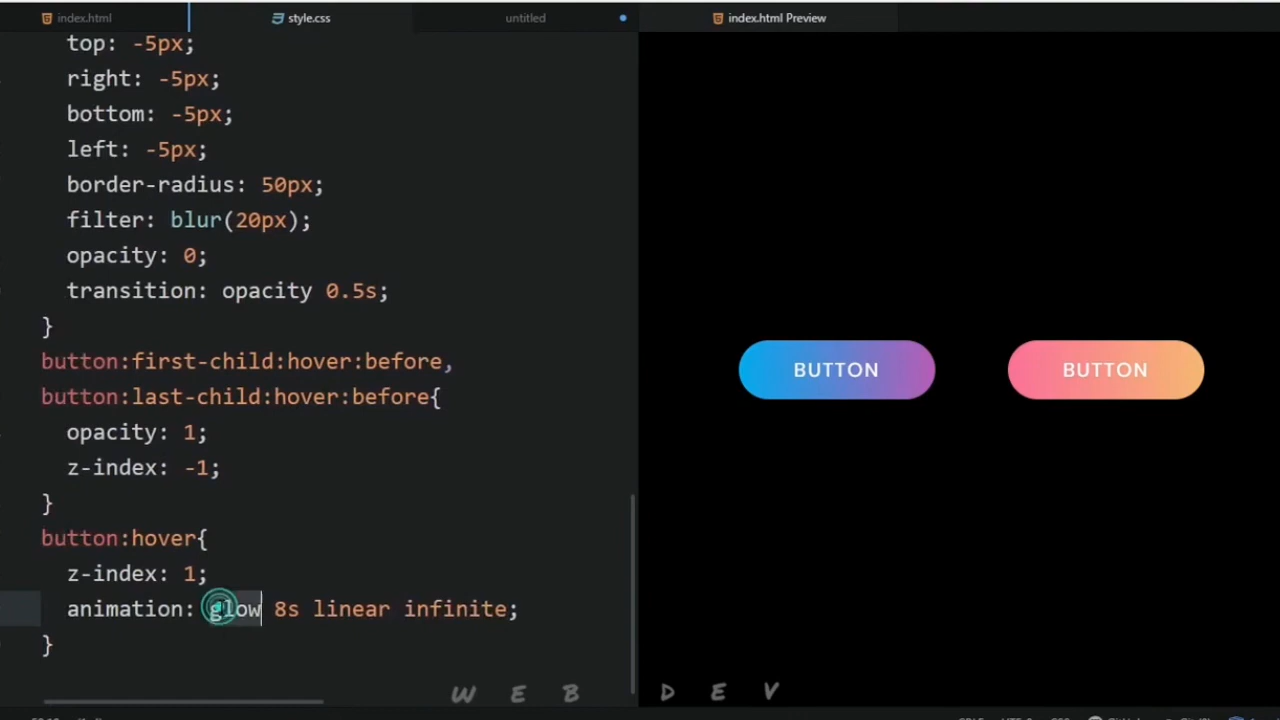 index.html
style.css
untitled
index.html Preview
top: -5px;
right: -5px;
bottom: -5px;
left: -5px;
border-radius: 50px;
filter: blur(20px);
opacity: 0;
transition: opacity 0.5s;
}
button:first-child:hover:before,
button:last-child:hover:before{
opacity: 1;
z-index: -1;
}
button:hover{
z-index: 1;
animation: glow 8s linear infinite;
}
BUTTON
BUTTON
WEB DEV